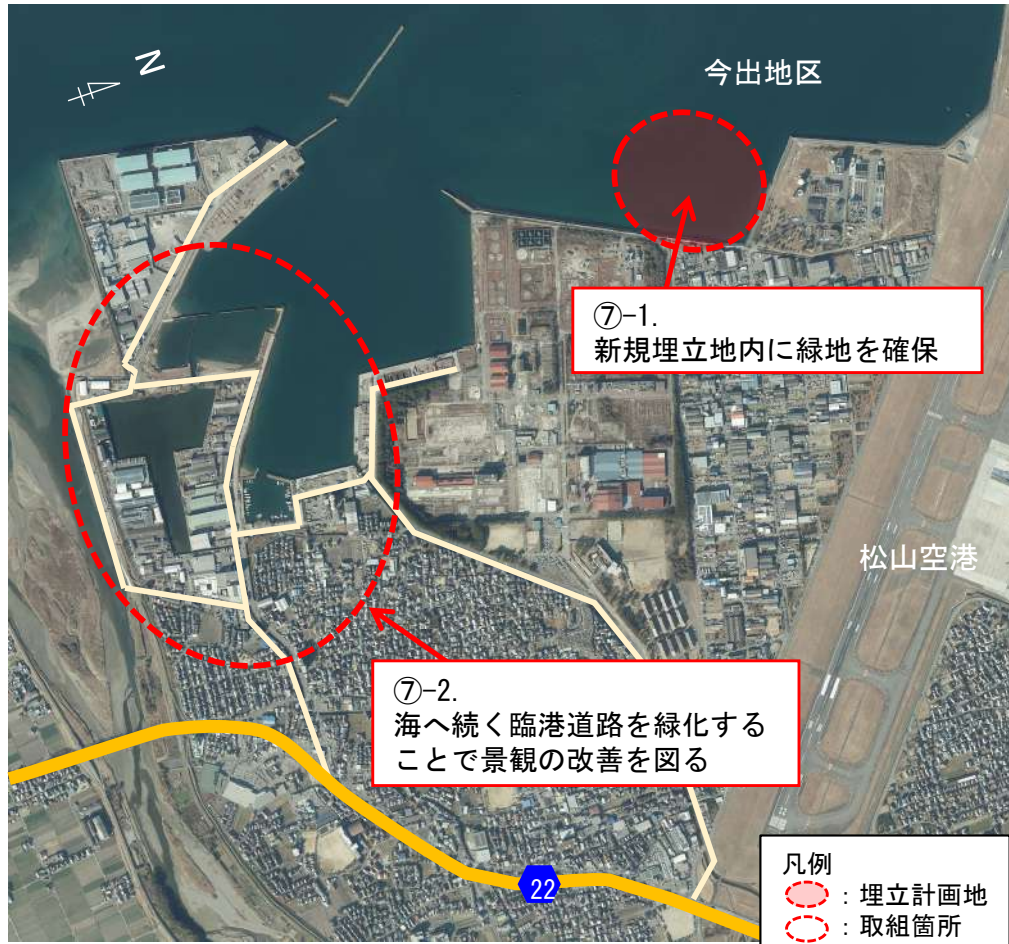 N
今出地区
⑦-1.
新規埋立地内に緑地を確保
松山空港
⑦-2.
海へ続く臨港道路を緑化する
ことで景観の改善を図る
22
凡例
：埋立計画地
：取組箇所